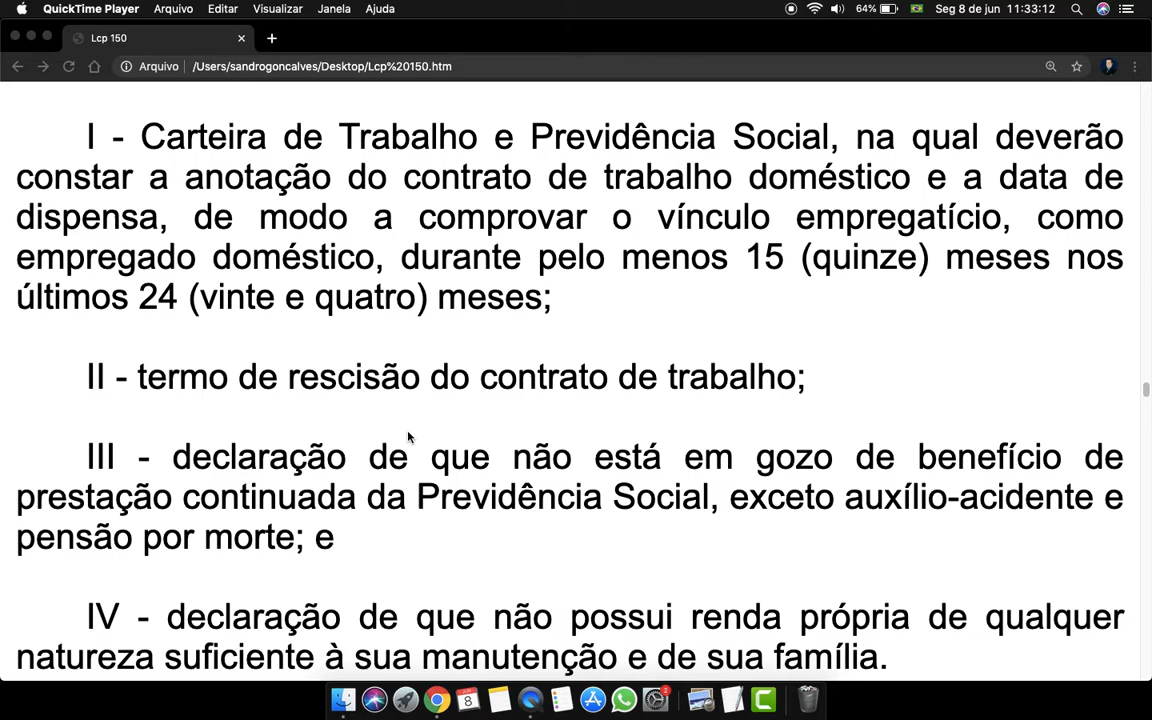 QuickTime Player Arquivo Editar Visualizar Janela Ajuda 64% Seg 8 de jun 11:33:12
Lcp 150
Arquivo /Users/sandrogoncalves/Desktop/Lcp%20150.htm
I - Carteira de Trabalho e Previdência Social, na qual deverão
constar a anotação do contrato de trabalho doméstico e a data de
dispensa, de modo a comprovar o vínculo empregatício, como
empregado doméstico, durante pelo menos 15 (quinze) meses nos
últimos 24 (vinte e quatro) meses;
II - termo de rescisão do contrato de trabalho;
III - declaração de que não está em gozo de benefício de
prestação continuada da Previdência Social, exceto auxílio-acidente e
pensão por morte; e
IV - declaração de que não possui renda própria de qualquer
natureza suficiente à sua manutenção e de sua família.
8
2